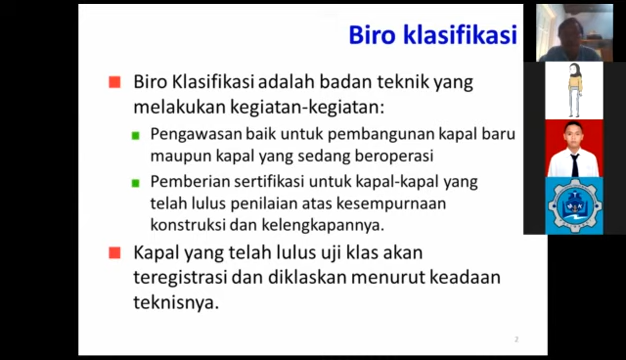 Biro klasifikasi
Biro Klasifikasi adalah badan teknik yang
melakukan kegiatan-kegiatan:
Pengawasan baik untuk pembangunan kapal baru
maupun kapal yang sedang beroperasi
Pemberian sertifikasi untuk kapal-kapal yang
telah lulus penilaian atas kesempurnaan
konstruksi dan kelengkapannya.
Kapal yang telah lulus uji klas akan
teregistrasi dan diklaskan menurut keadaan
teknisnya.
2